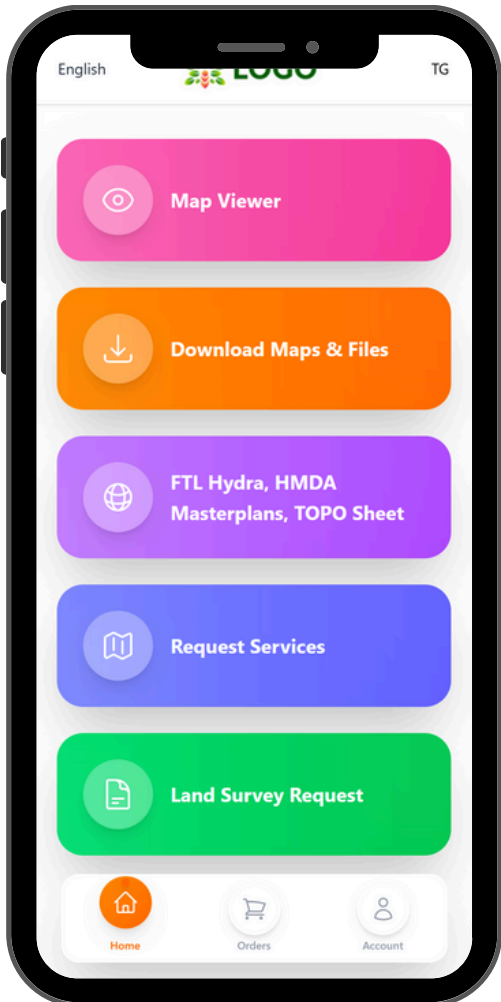 English
LOGO
TG
Map Viewer
Download Maps & Files
FTL Hydra, HMDA
Masterplans, TOPO Sheet
Request Services
Land Survey Request
Home
Orders
Account